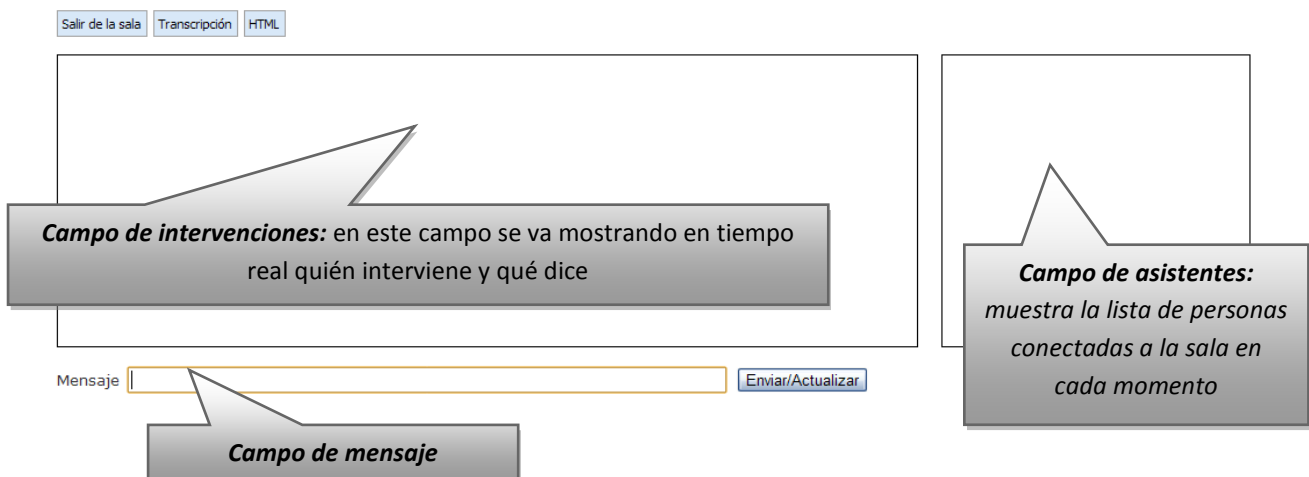 Salir de la sala Transcripción HTML
Campo de intervenciones: en este campo se va mostrando en tiempo
real quién interviene y qué dice
Campo de asistentes:
muestra la lista de personas
conectadas a la sala en
cada momento
Mensaje Enviar/Actualizar
Campo de mensaje